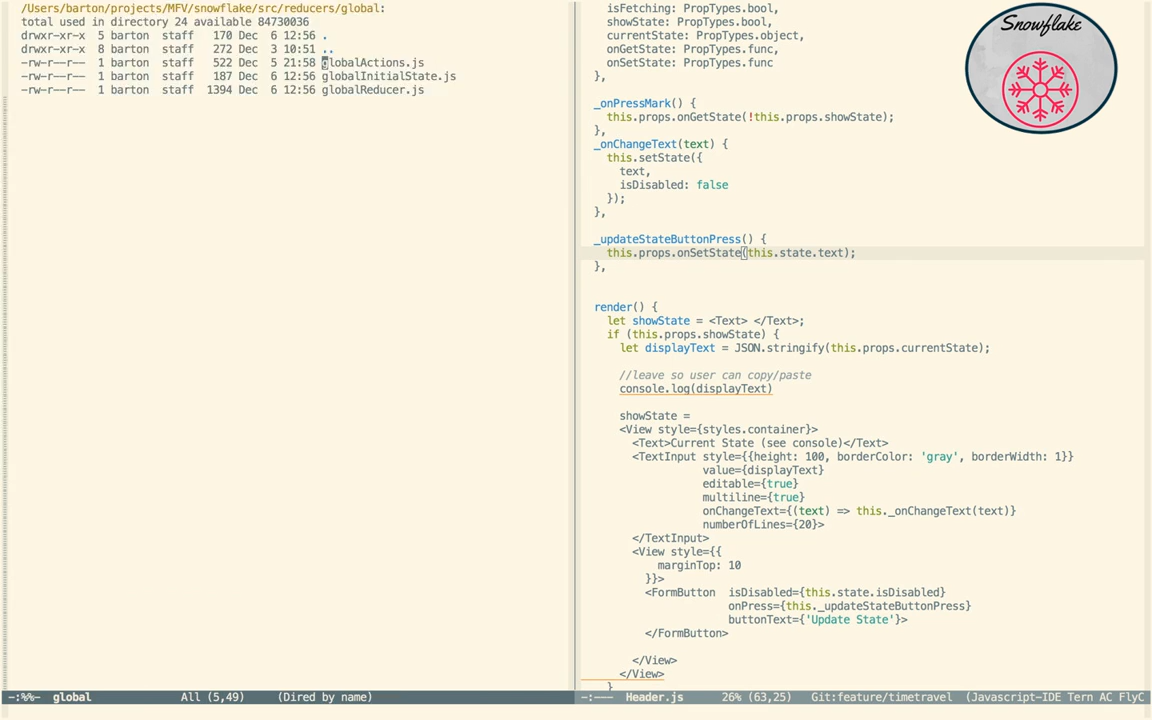 /Users/barton/projects/MFV/snowflake/src/reducers/global:
total used in directory 24 available 84730036
drwxr-xr-x  5 barton  staff   170 Dec  6 12:56 .
drwxr-xr-x  8 barton  staff   272 Dec  3 10:51 ..
-rw-r--r--  1 barton  staff   522 Dec  5 21:58 globalActions.js
-rw-r--r--  1 barton  staff   187 Dec  6 12:56 globalInitialState.js
-rw-r--r--  1 barton  staff  1394 Dec  6 12:56 globalReducer.js
-:%%-  global              All (5,49)      (Dired by name)
isFetching: PropTypes.bool,
showState: PropTypes.bool,
currentState: PropTypes.object,
onGetState: PropTypes.func,
onSetState: PropTypes.func
},
_onPressMark() {
this.props.onGetState(!this.props.showState);
},
_onChangeText(text) {
this.setState({
text,
isDisabled: false
});
},
_updateStateButtonPress() {
this.props.onSetState(this.state.text);
},
render() {
let showState = <Text> </Text>;
if (this.props.showState) {
let displayText = JSON.stringify(this.props.currentState);
//leave so user can copy/paste
console.log(displayText)
showState =
<View style={styles.container}>
<Text>Current State (see console)</Text>
<TextInput style={{height: 100, borderColor: 'gray', borderWidth: 1}}
value={displayText}
editable={true}
multiline={true}
onChangeText={(text) => this._onChangeText(text)}
numberOfLines={20}>
</TextInput>
<View style={{
marginTop: 10
}}>
<FormButton  isDisabled={this.state.isDisabled}
onPress={this._updateStateButtonPress}
buttonText={'Update State'}>
</FormButton>
</View>
</View>
}
-:---  Header.js      26% (63,25)    Git:feature/timetravel  (Javascript-IDE Tern AC FlyC
Snowflake